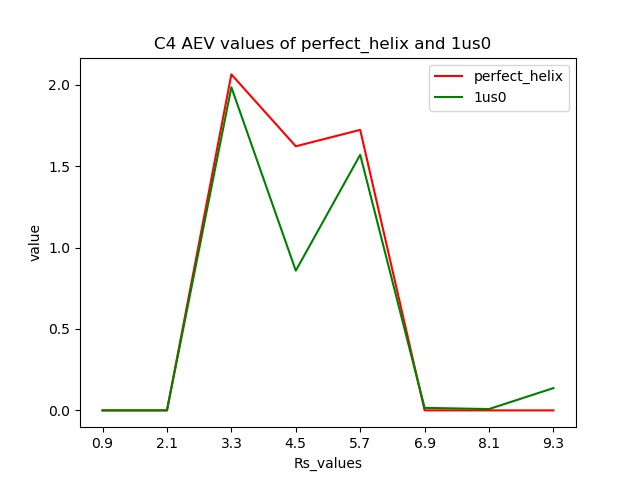 C4 AEV values of perfect_helix and 1us0
perfect_helix
1us0
value
2.0
1.5
1.0
0.5
0.0
0.9 2.1 3.3 4.5 5.7 6.9 8.1 9.3
Rs_values